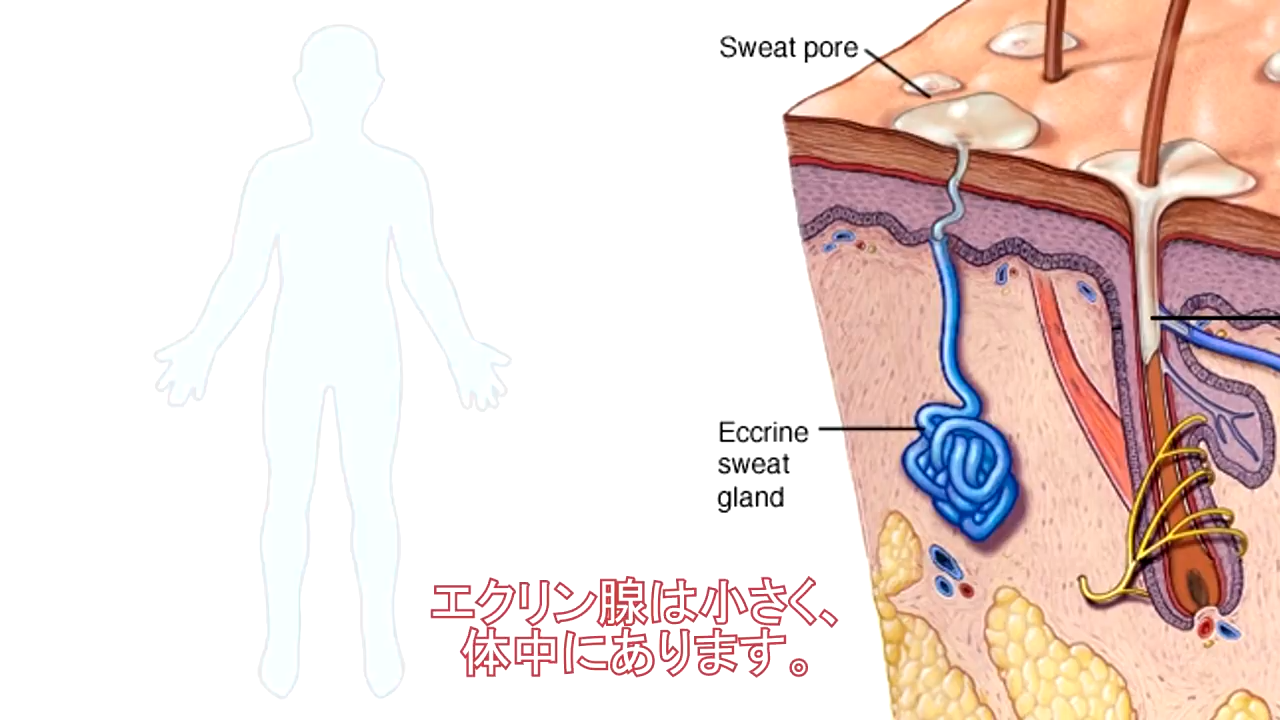 Sweat pore
Eccrine
sweat
gland
エクリン腺は小さく、
体中にあります。